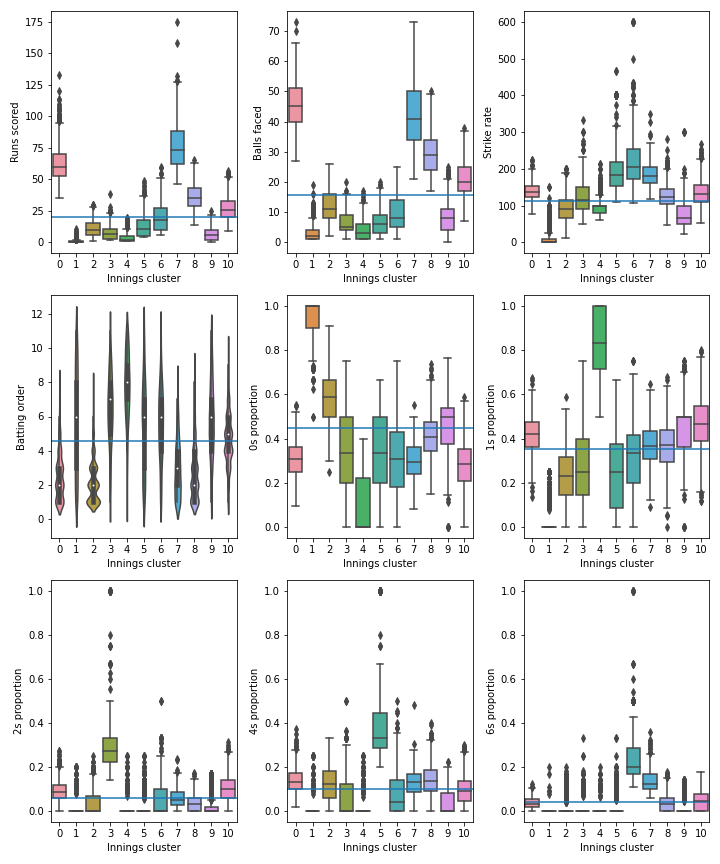 Runs scored
175
150
125
100
75
50
25
0
0 1 2 3 4 5 6 7 8 9 10
Innings cluster
Balls faced
70
60
50
40
30
20
10
0
0 1 2 3 4 5 6 7 8 9 10
Innings cluster
Strike rate
600
500
400
300
200
100
0
0 1 2 3 4 5 6 7 8 9 10
Innings cluster
Batting order
12
10
8
6
4
2
0
0 1 2 3 4 5 6 7 8 9 10
Innings cluster
0s proportion
1.0
0.8
0.6
0.4
0.2
0.0
0 1 2 3 4 5 6 7 8 9 10
Innings cluster
1s proportion
1.0
0.8
0.6
0.4
0.2
0.0
0 1 2 3 4 5 6 7 8 9 10
Innings cluster
2s proportion
1.0
0.8
0.6
0.4
0.2
0.0
0 1 2 3 4 5 6 7 8 9 10
Innings cluster
4s proportion
1.0
0.8
0.6
0.4
0.2
0.0
0 1 2 3 4 5 6 7 8 9 10
Innings cluster
6s proportion
1.0
0.8
0.6
0.4
0.2
0.0
0 1 2 3 4 5 6 7 8 9 10
Innings cluster